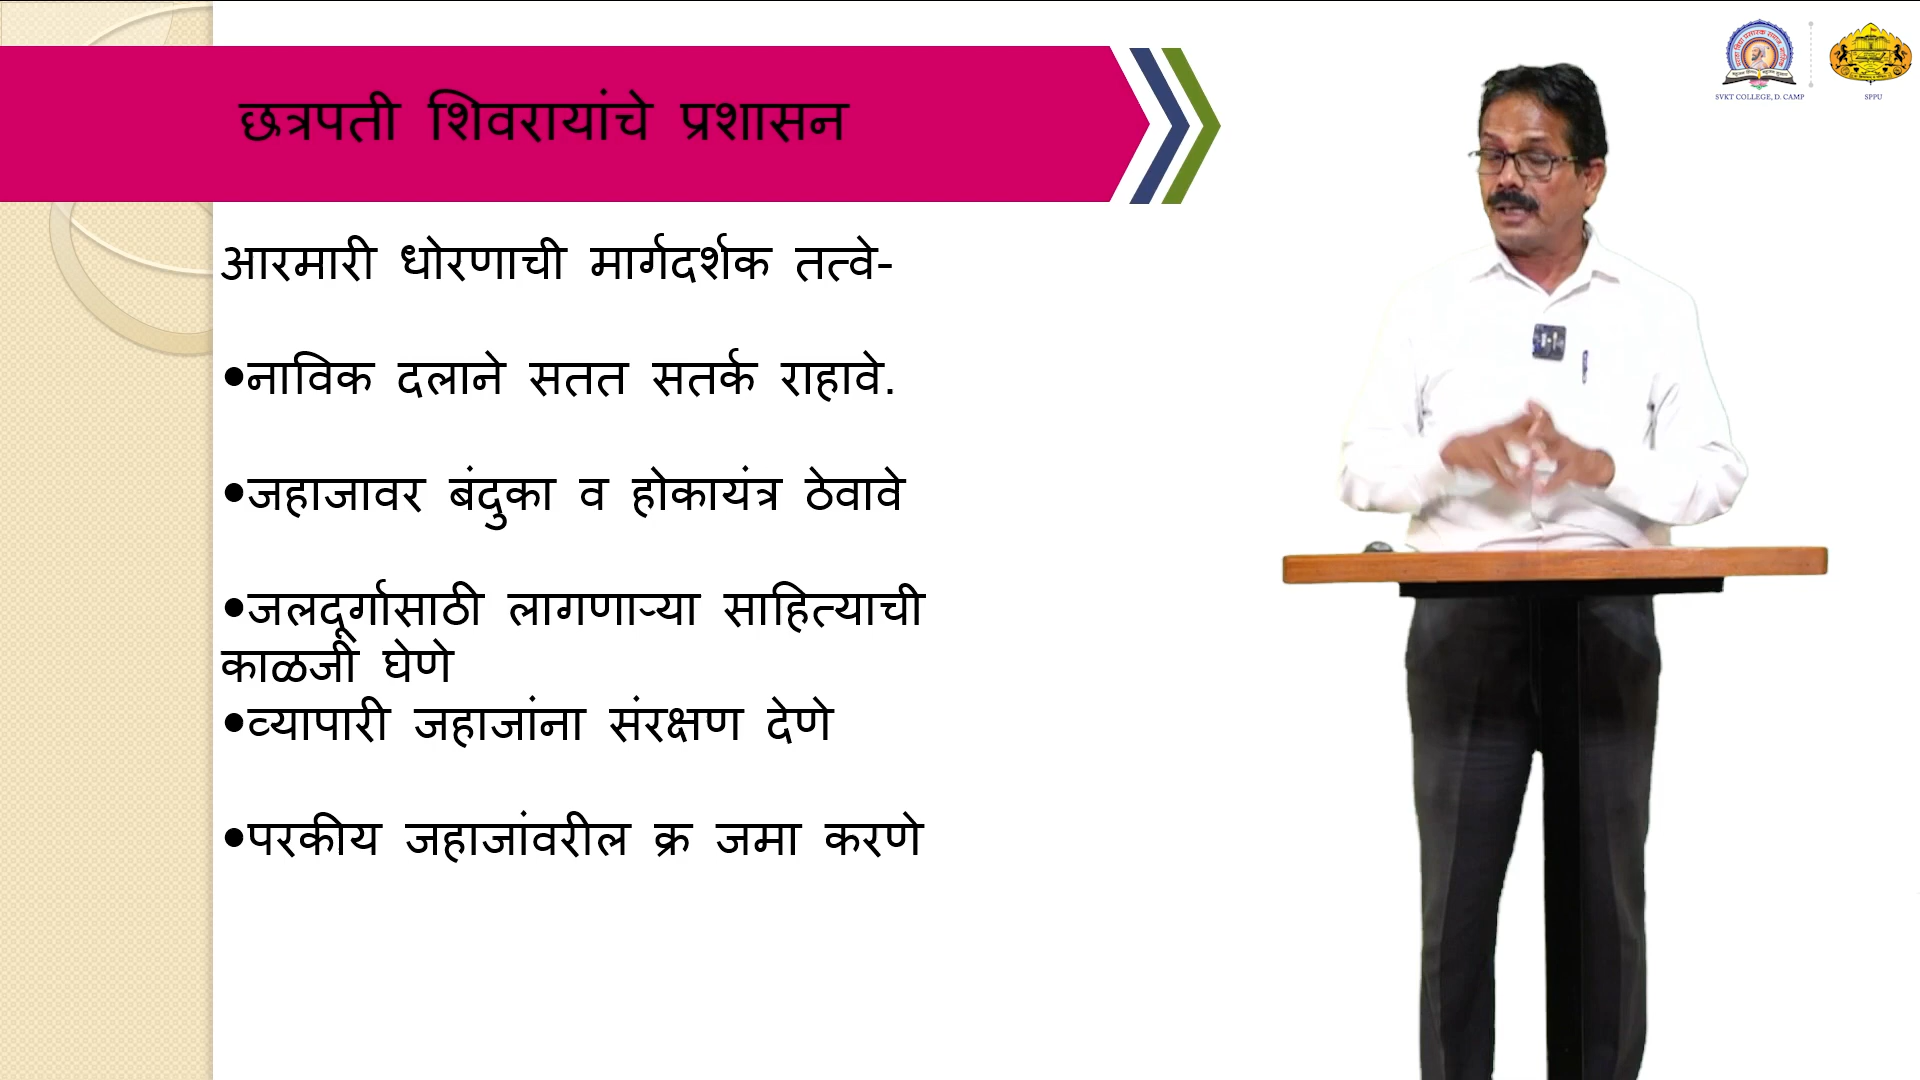 छत्रपती शिवरायांचे प्रशासन
SVKT COLLEGE, D. CAMP
SPPU
आरमारी धोरणाची मार्गदर्शक तत्वे-
•नाविक दलाने सतत सतर्क राहावे.
•जहाजावर बंदुका व होकायंत्र ठेवावे
•जलदूर्गासाठी लागणाऱ्या साहित्याची
काळजी घेणे
•व्यापारी जहाजांना संरक्षण देणे
•परकीय जहाजांवरील क्र जमा करणे